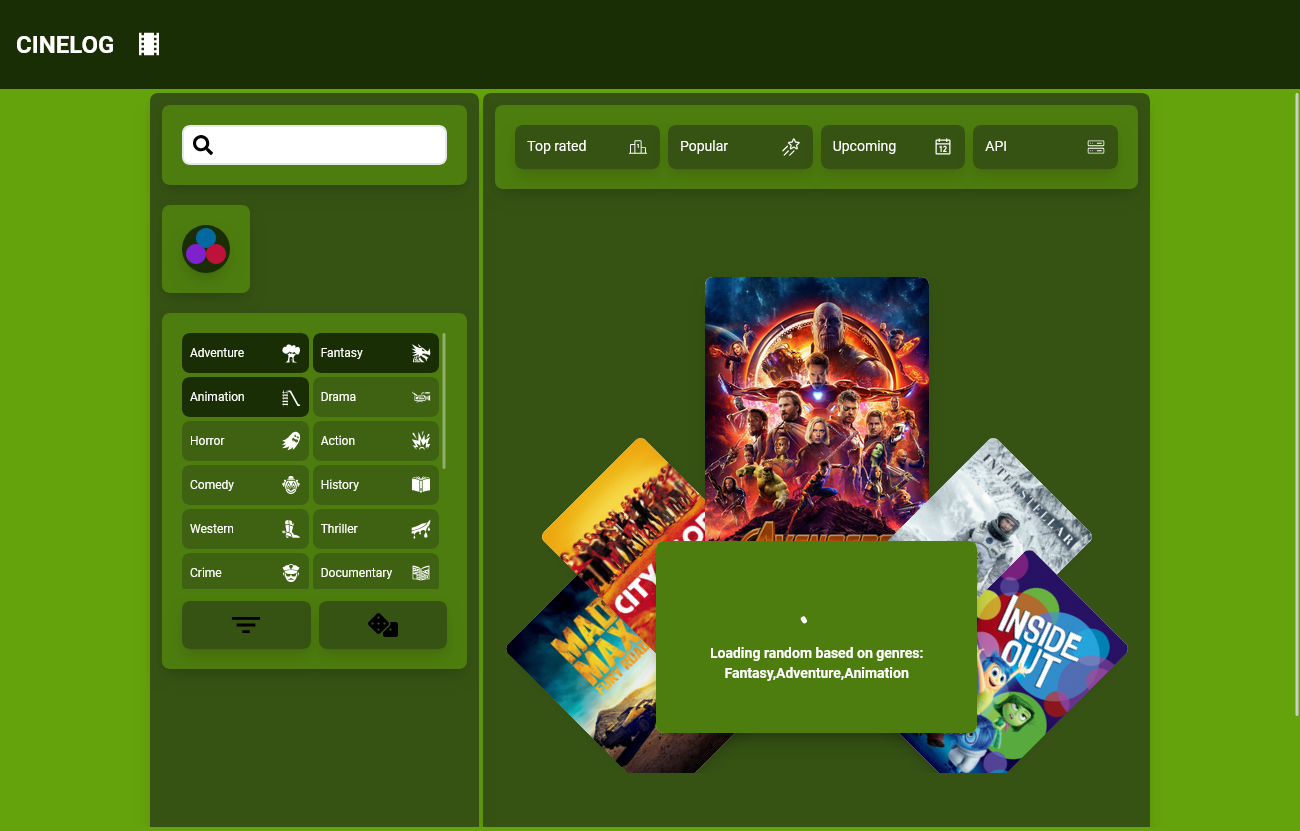 CINELOG
Top rated
Popular
Upcoming
12
API
Adventure
Fantasy
Animation
Drama
Horror
Action
Comedy
History
Western
Thriller
Crime
Documentary
AVENGERS
INTERSTELLAR
CITY
MAD
MAX
FURY ROAD
INSIDE
OUT
Loading random based on genres:
Fantasy,Adventure,Animation